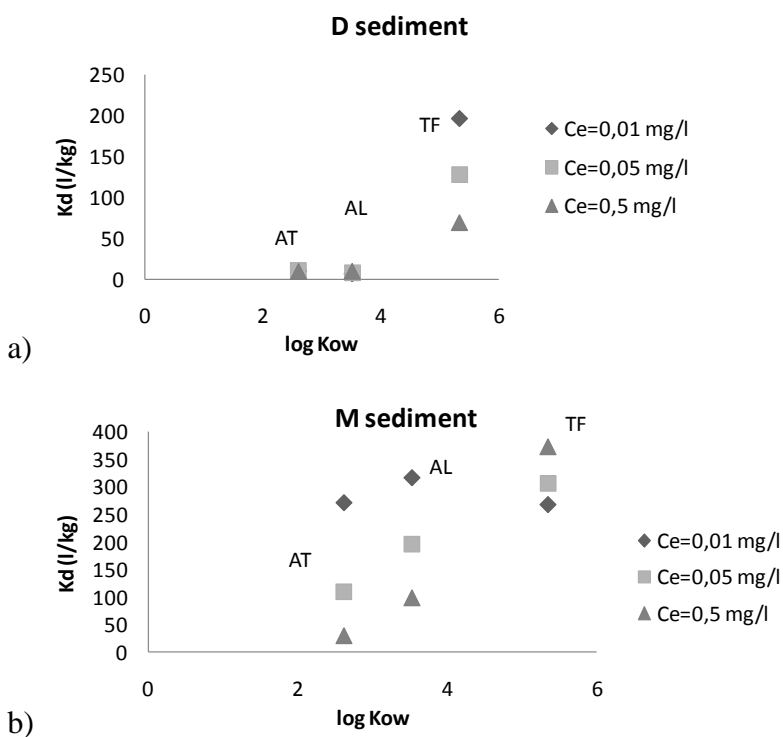 D sediment
250
200
150
100
50
0
Kd (l/kg)
TF
AL
AT
Ce=0,01 mg/l
Ce=0,05 mg/l
Ce=0,5 mg/l
0 2 4 6
log Kow
a)
M sediment
400
350
300
250
200
150
100
50
0
Kd (l/kg)
TF
AL
AT
Ce=0,01 mg/l
Ce=0,05 mg/l
Ce=0,5 mg/l
0 2 4 6
log Kow
b)